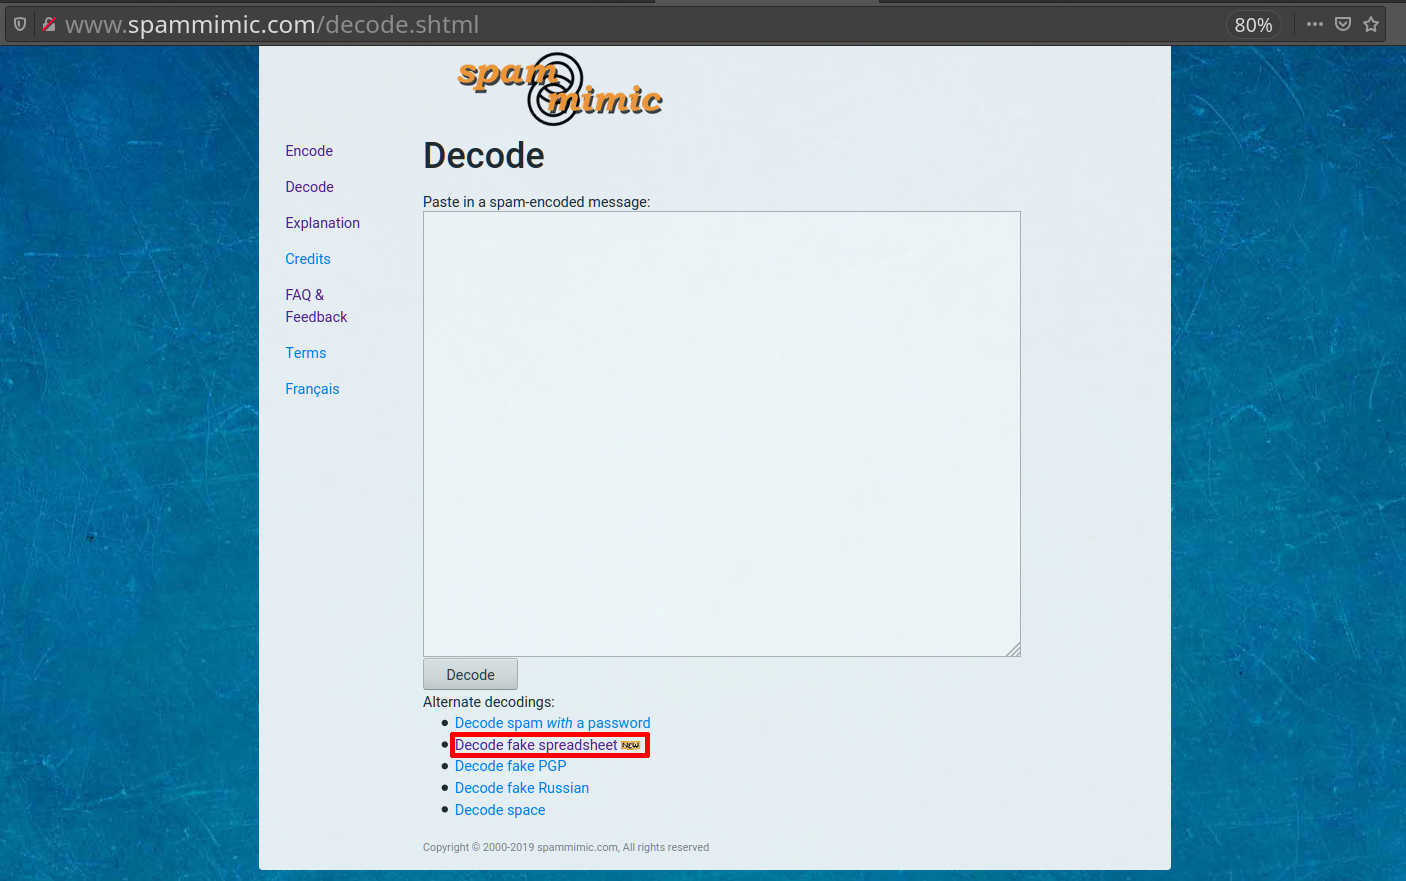 www.spammimic.com/decode.shtml
80%
spam
mimic
Encode
Decode
Explanation
Credits
FAQ &
Feedback
Terms
Français
Decode
Paste in a spam-encoded message:
Decode
Alternate decodings:
Decode spam with a password
Decode fake spreadsheet NEW
Decode fake PGP
Decode fake Russian
Decode space
Copyright © 2000-2019 spammimic.com, All rights reserved